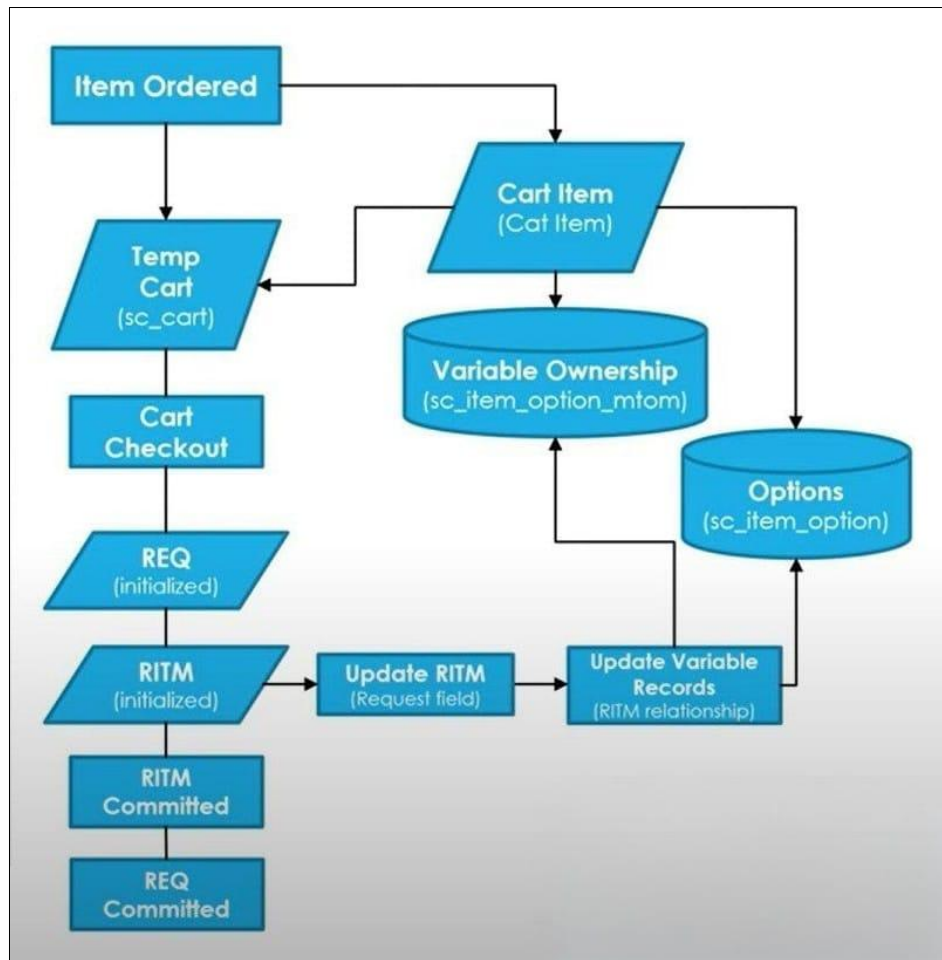 Item Ordered
Cart Item
(Cat Item)
Temp
Cart
(sc_cart)
Variable Ownership
(sc_item_option_mtom)
Cart
Checkout
Options
(sc_item_option)
REQ
(initialized)
RITM
(initialized)
Update RITM
(Request field)
Update Variable
Records
(RITM relationship)
RITM
Committed
REQ
Committed